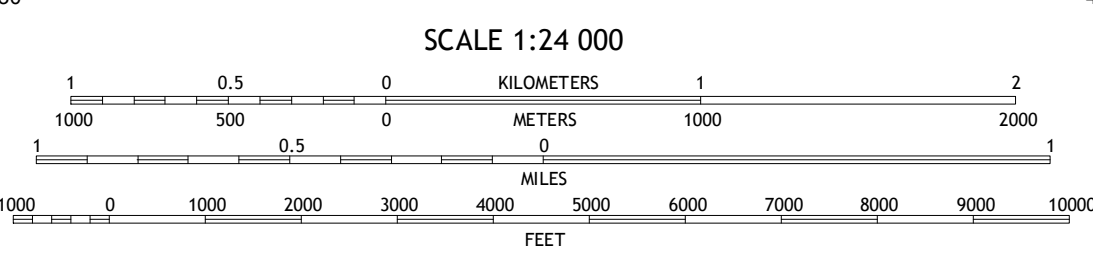 SCALE 1:24 000
1 0.5 0 KILOMETERS 1 2
1000 500 0 METERS 1000 2000
1 0.5 0 1
MILES
1000 0 1000 2000 3000 4000 5000 6000 7000 8000 9000 10000
FEET